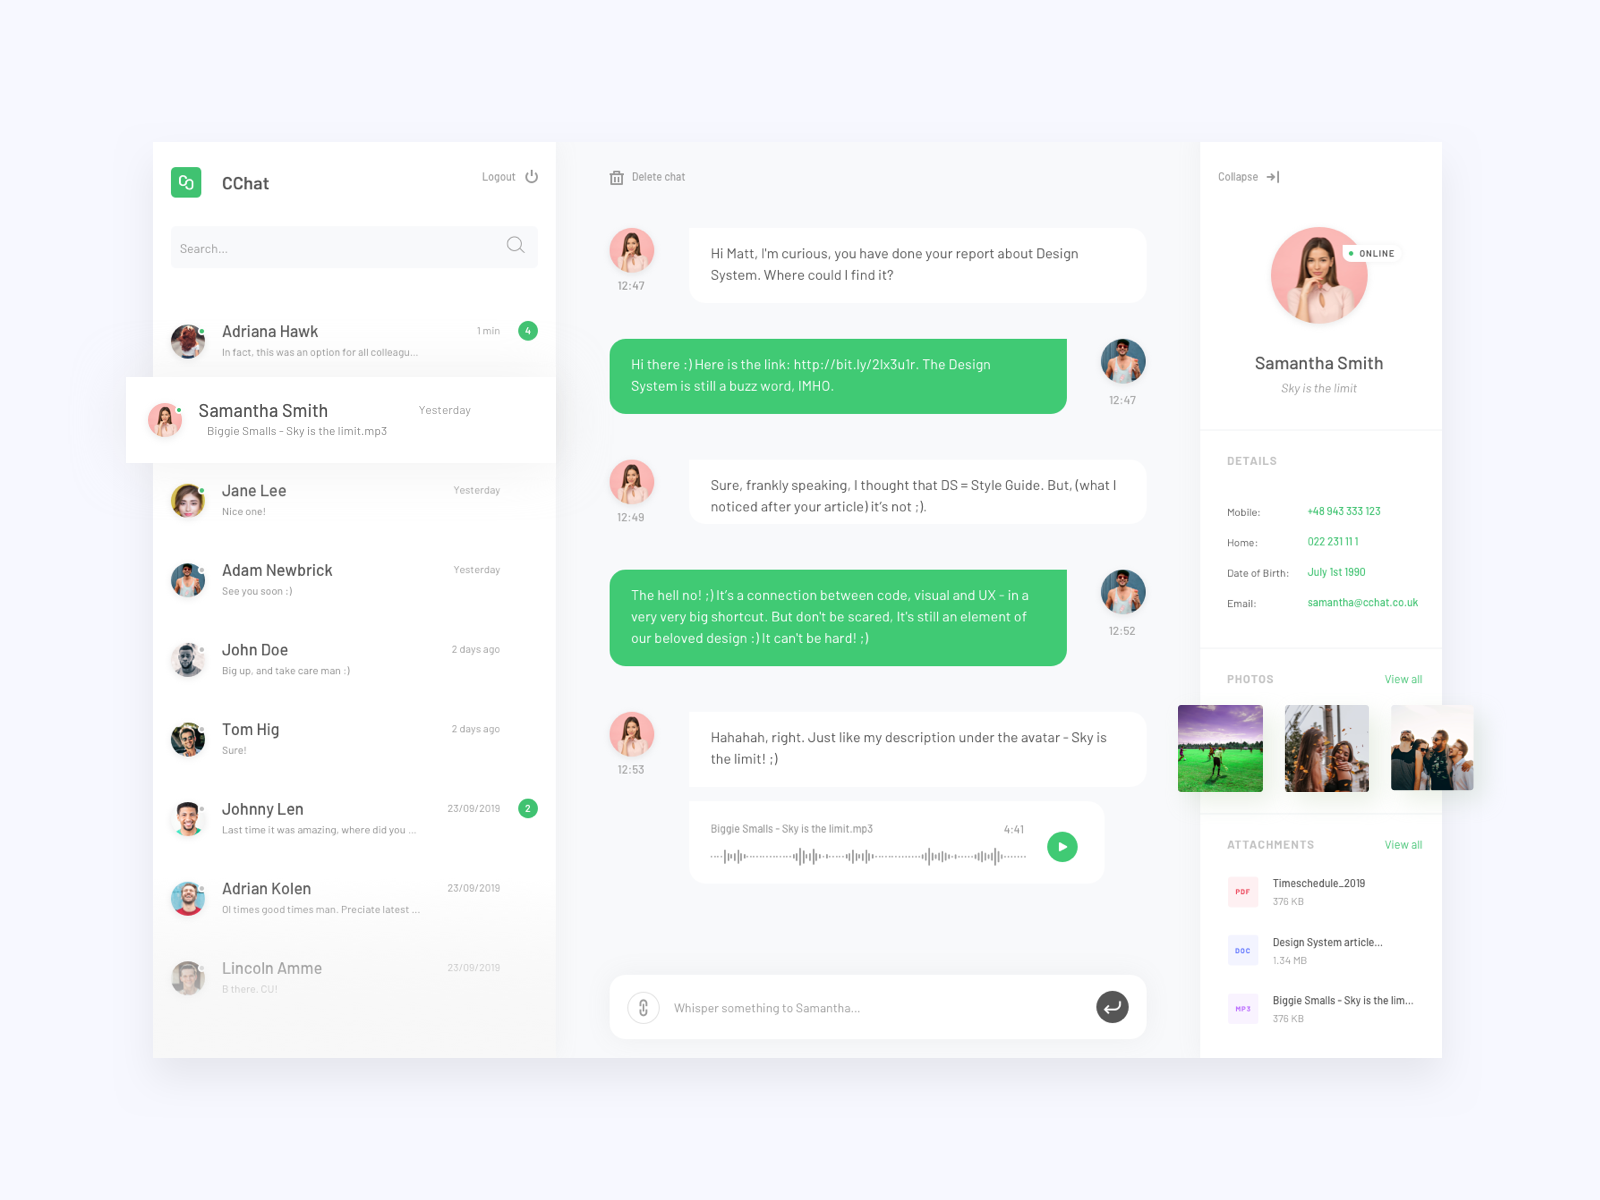 CChat
Logout
Search...
Adriana Hawk
1 min
4
In fact, this was an option for all colleagu...
Samantha Smith
Yesterday
Biggie Smalls - Sky is the limit.mp3
Jane Lee
Yesterday
Nice one!
Adam Newbrick
Yesterday
See you soon :)
John Doe
2 days ago
Big up, and take care man :)
Tom Hig
2 days ago
Sure!
Johnny Len
23/09/2019
2
Last time it was amazing, where did you ...
Adrian Kolen
23/09/2019
Ol times good times man. Preciate latest ...
Lincoln Amme
23/09/2019
B there, CU!
Delete chat
Hi Matt, I'm curious, you have done your report about Design
System. Where could I find it?
12:47
Hi there :) Here is the link: http://bit.ly/2Ix3u1r. The Design
System is still a buzz word, IMHO.
12:47
Sure, frankly speaking, I thought that DS = Style Guide. But, (what I
noticed after your article) it's not ;).
12:49
The hell no! ;) It's a connection between code, visual and UX - in a
very very big shortcut. But don't be scared, It's still an element of
our beloved design :) It can't be hard! ;)
12:52
Hahahah, right. Just like my description under the avatar - Sky is
the limit! ;)
12:53
Biggie Smalls - Sky is the limit.mp3
4:41
Whisper something to Samantha...
Collapse
ONLINE
Samantha Smith
Sky is the limit
DETAILS
Mobile:
+48 943 333 123
Home:
022 231 11 1
Date of Birth:
July 1st 1990
Email:
samantha@cchat.co.uk
PHOTOS
View all
ATTACHMENTS
View all
PDF
Timeschedule_2019
376 KB
DOC
Design System article...
1.34 MB
MP3
Biggie Smalls - Sky is the lim...
376 KB